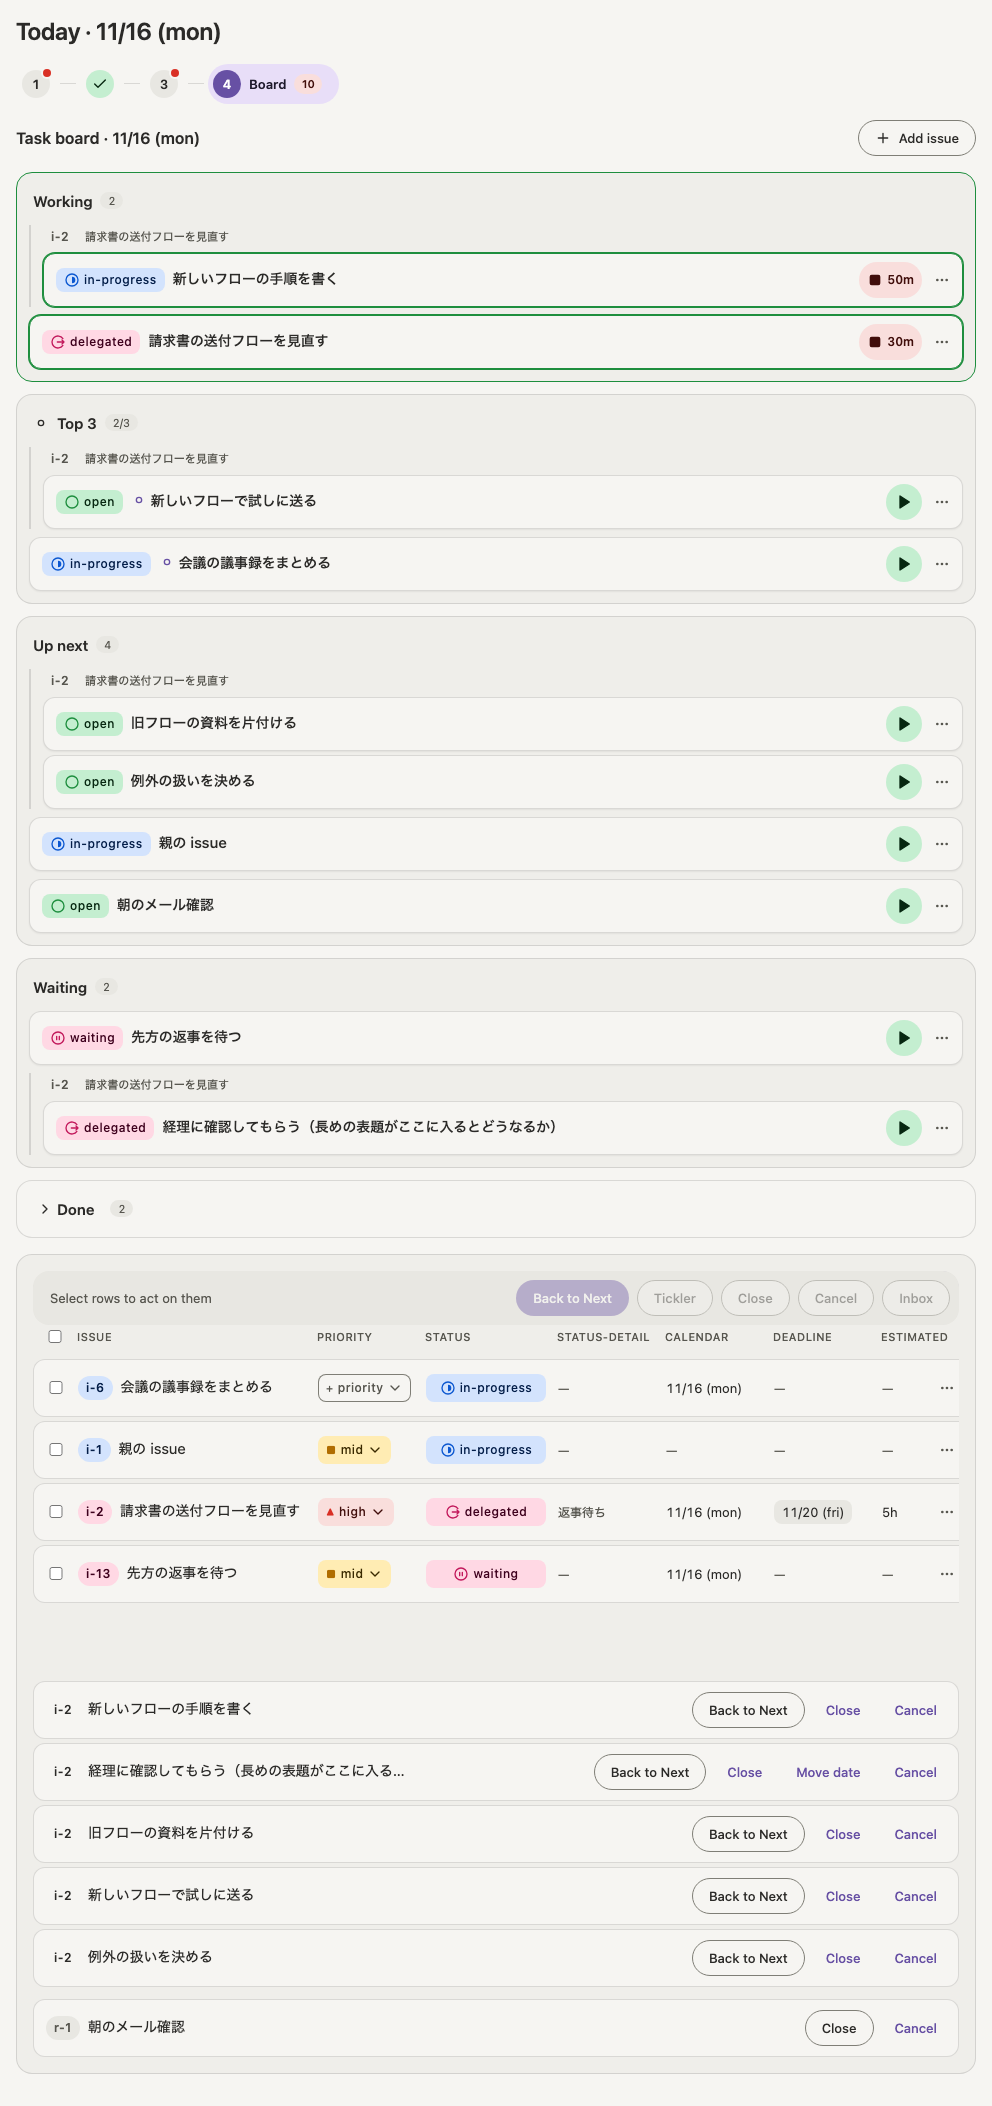 Today · 11/16 (mon)
1
3
4 Board 10
Task board · 11/16 (mon)
+ Add issue
Working 2
i-2 請求書の送付フローを見直す
in-progress 新しいフローの手順を書く 50m ···
delegated 請求書の送付フローを見直す 30m ···
Top 3 2/3
i-2 請求書の送付フローを見直す
open 新しいフローで試しに送る ···
in-progress 会議の議事録をまとめる ···
Up next 4
i-2 請求書の送付フローを見直す
open 旧フローの資料を片付ける ···
open 例外の扱いを決める ···
in-progress 親の issue ···
open 朝のメール確認 ···
Waiting 2
waiting 先方の返事を待つ ···
i-2 請求書の送付フローを見直す
delegated 経理に確認してもらう（長めの表題がここに入るとどうなるか） ···
Done 2
Select rows to act on them Back to Next Tickler Close Cancel Inbox
ISSUE PRIORITY STATUS STATUS-DETAIL CALENDAR DEADLINE ESTIMATED
i-6 会議の議事録をまとめる + priority in-progress — 11/16 (mon) — — ···
i-1 親の issue mid in-progress — — — — ···
i-2 請求書の送付フローを見直す high delegated 返事待ち 11/16 (mon) 11/20 (fri) 5h ···
i-13 先方の返事を待つ mid waiting — 11/16 (mon) — — ···
i-2 新しいフローの手順を書く Back to Next Close Cancel
i-2 経理に確認してもらう（長めの表題がここに入る... Back to Next Close Move date Cancel
i-2 旧フローの資料を片付ける Back to Next Close Cancel
i-2 新しいフローで試しに送る Back to Next Close Cancel
i-2 例外の扱いを決める Back to Next Close Cancel
r-1 朝のメール確認 Close Cancel